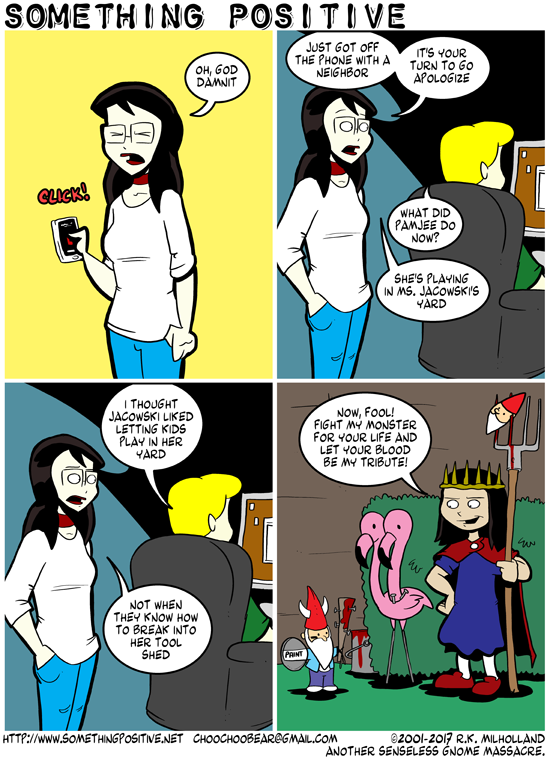 SOMETHING POSITIVE
OH, GOD
DAMNIT
CLICK!
JUST GOT OFF
THE PHONE WITH A
NEIGHBOR
IT'S YOUR
TURN TO GO
APOLOGIZE
WHAT DID
PAMJEE DO
NOW?
SHE'S PLAYING
IN MS. JACOWSKI'S
YARD
I THOUGHT
JACOWSKI LIKED
LETTING KIDS
PLAY IN HER
YARD
NOT WHEN
THEY KNOW HOW
TO BREAK INTO
HER TOOL
SHED
NOW, FOOL!
FIGHT MY MONSTER
FOR YOUR LIFE AND
LET YOUR BLOOD
BE MY TRIBUTE!
PAINT
HTTP://WWW.SOMETHINGPOSITIVE.NET CHOOCHOOBEAR@GMAIL.COM ©2001-2017 R.K. MILHOLLAND
ANOTHER SENSELESS GNOME MASSACRE.